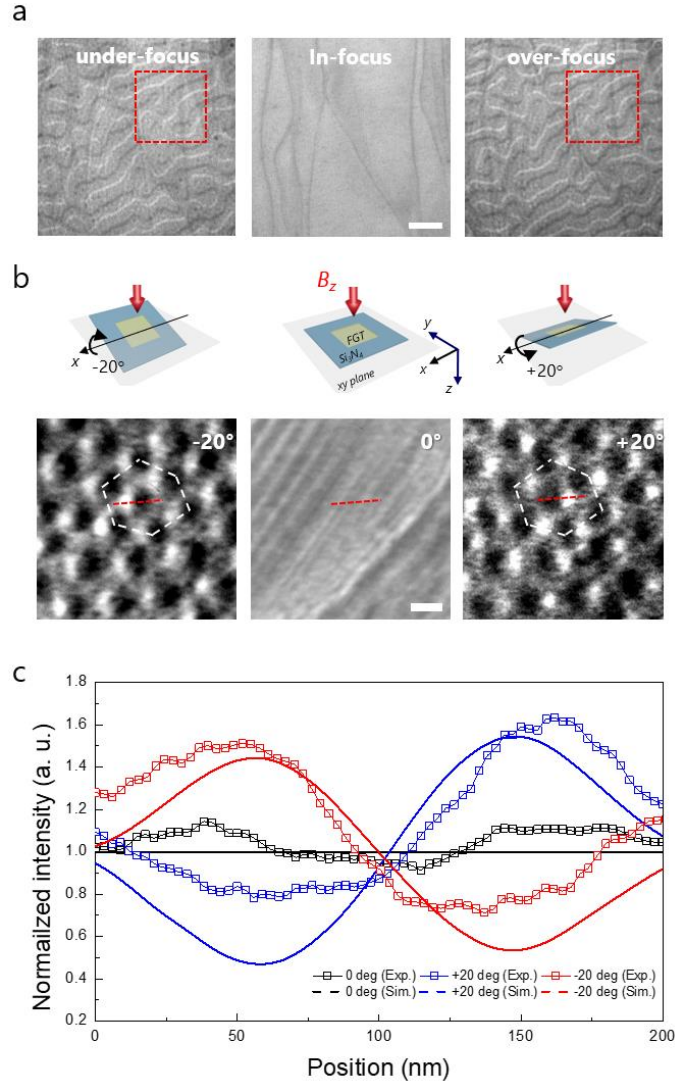 a
under-focus
In-focus
over-focus
b
B_z
x
-20°
FGT
Si₃N₄
xy plane
y
x
z
x
+20°
-20°
0°
+20°
c
1.8
1.6
1.4
1.2
1.0
0.8
0.6
0.4
0.2
Normailzed intensity (a. u.)
0 deg (Exp.) +20 deg (Exp.) -20 deg (Exp.)
0 deg (Sim.) +20 deg (Sim.) -20 deg (Sim.)
0 50 100 150 200
Position (nm)